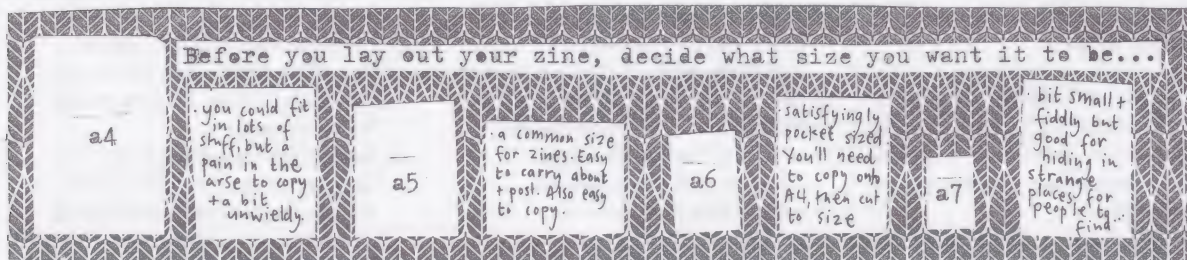 Before you lay out your zine, decide what size you want it to be...
a4
· you could fit
in lots of
stuff, but a
pain in the
arse to copy
+ a bit
unwieldy.
a5
· a common size
for zines. Easy
to carry about
+ post. Also easy
to copy.
a6
satisfyingly
pocket sized
You'll need
to copy onto
A4, then cut
to size
a7
· bit small +
fiddly but
good for
hiding in
strange
places for
people to...
find